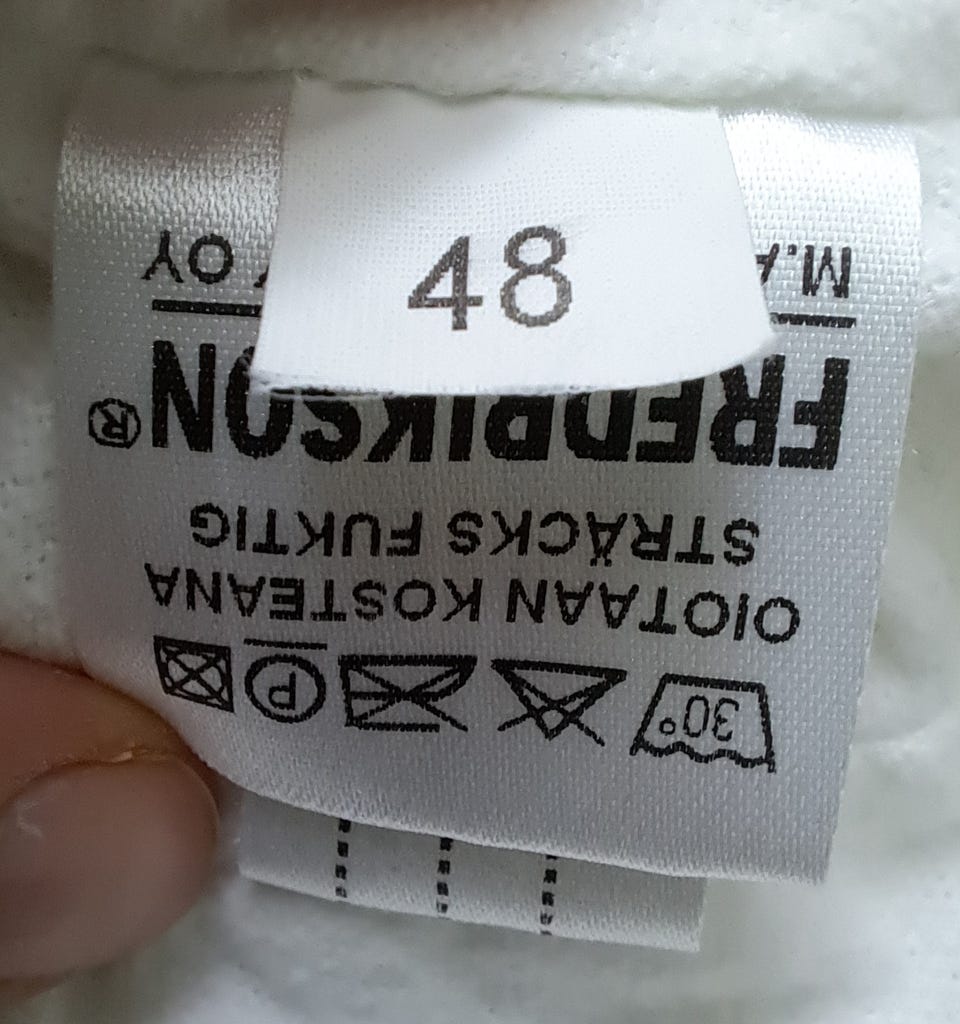 48
30° P
OIOTAAN KOSTEANA
STRÄCKS FUKTIG
FREDRIKSON®
OY